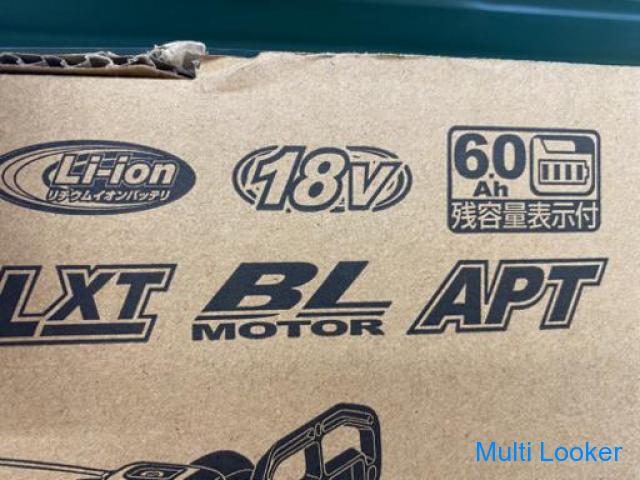 Li-ion
リチウムイオンバッテリ
18V
6.0
Ah
残容量表示付
LXT
BL
MOTOR
APT
Multi Looker